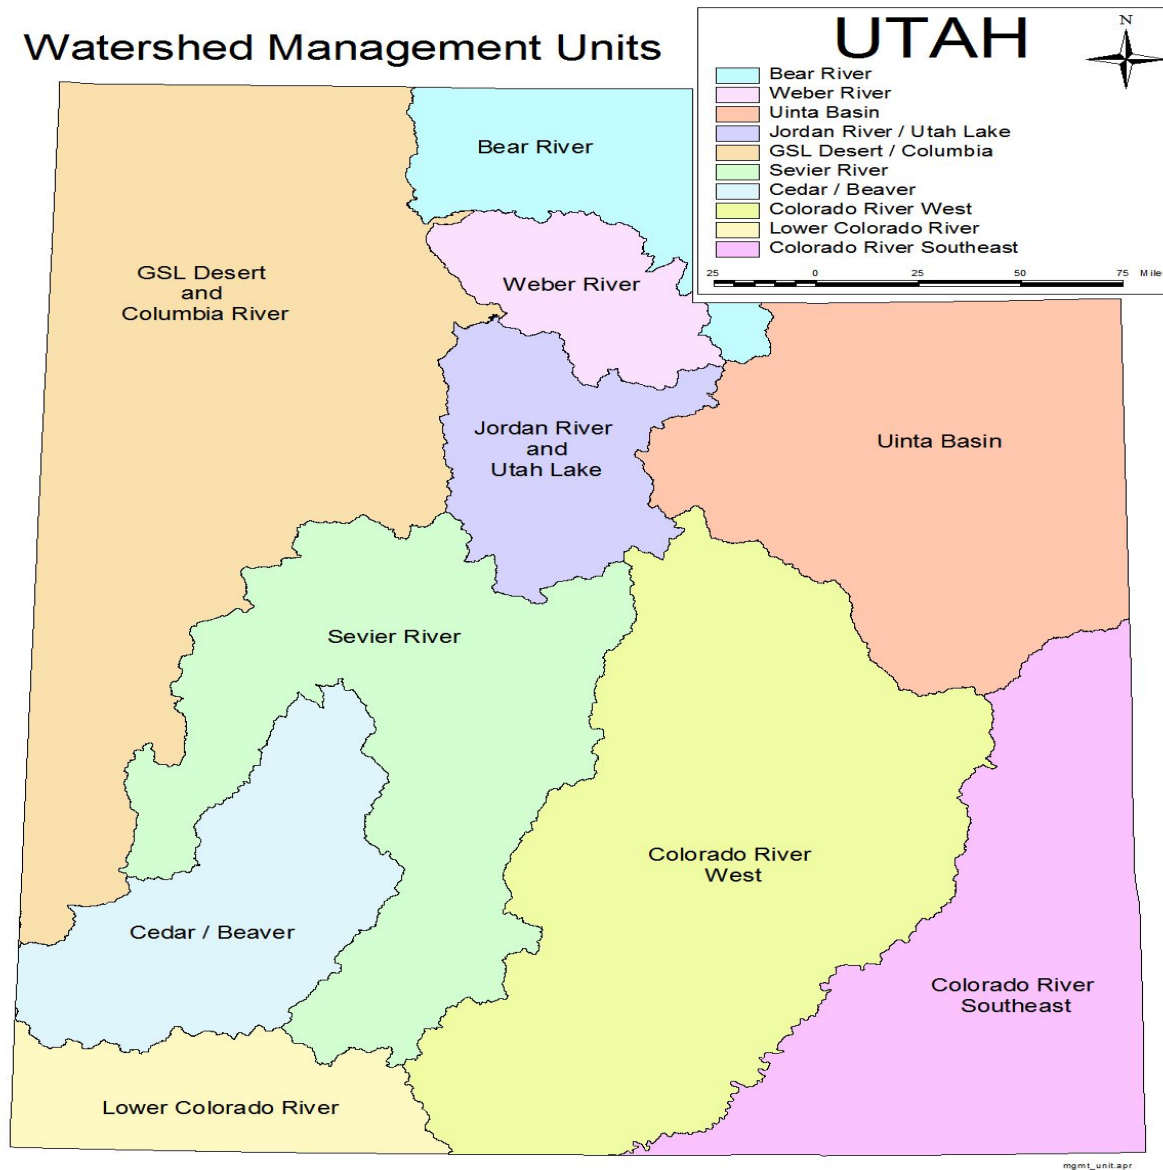 Watershed Management Units
UTAH
N
Bear River
Weber River
Uinta Basin
Jordan River / Utah Lake
GSL Desert / Columbia
Sevier River
Cedar / Beaver
Colorado River West
Lower Colorado River
Colorado River Southeast
25 0 25 50 75 Miles
Bear River
GSL Desert
and
Columbia River
Weber River
Jordan River
and
Utah Lake
Uinta Basin
Sevier River
Colorado River
West
Cedar / Beaver
Colorado River
Southeast
Lower Colorado River
mgmt_unit.apr